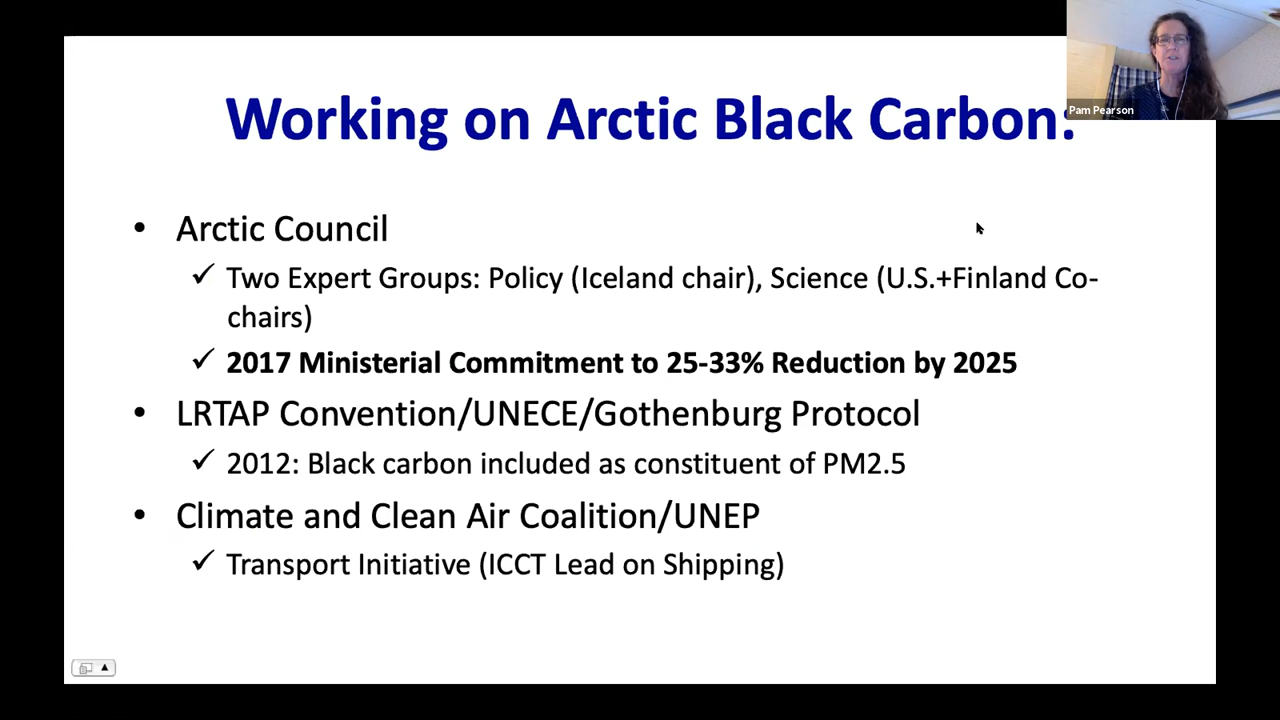 Working on Arctic Black Carbon:
Pam Pearson
• Arctic Council
✓ Two Expert Groups: Policy (Iceland chair), Science (U.S.+Finland Co-
chairs)
✓ 2017 Ministerial Commitment to 25-33% Reduction by 2025
• LRTAP Convention/UNECE/Gothenburg Protocol
✓ 2012: Black carbon included as constituent of PM2.5
• Climate and Clean Air Coalition/UNEP
✓ Transport Initiative (ICCT Lead on Shipping)